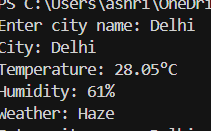 PS C:\Users\ashri\OneDri
Enter city name: Delhi
City: Delhi
Temperature: 28.05°C
Humidity: 61%
Weather: Haze